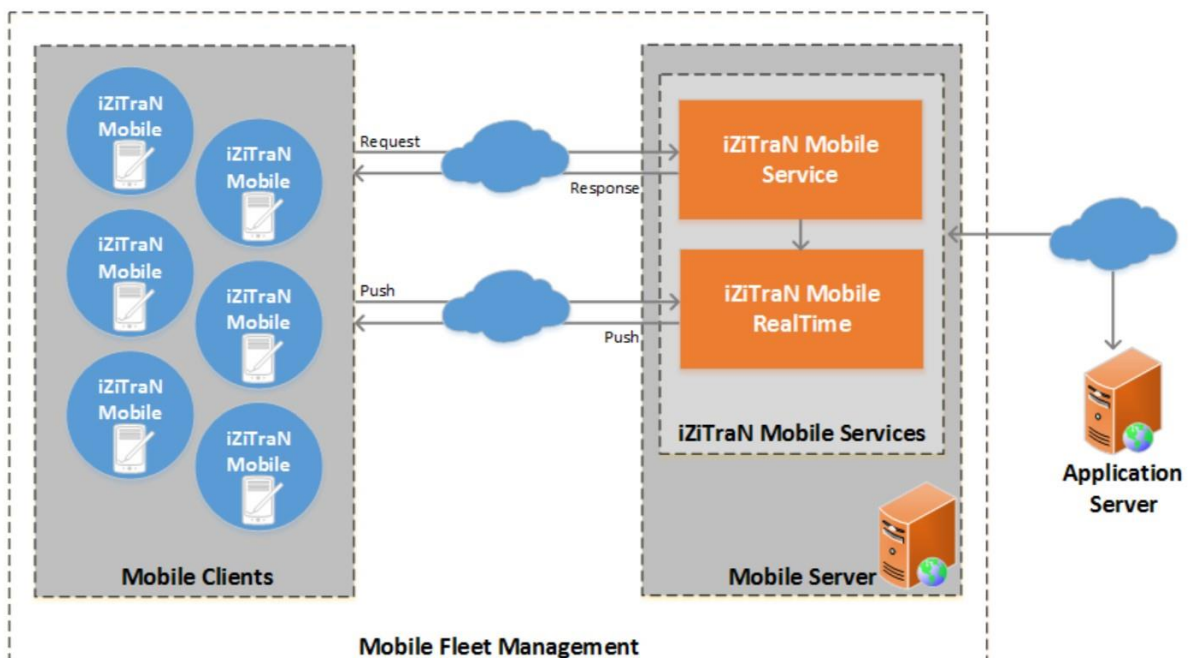 iZiTraN
Mobile
iZiTraN
Mobile
iZiTraN
Mobile
iZiTraN
Mobile
iZiTraN
Mobile
iZiTraN
Mobile
Mobile Clients
Request
Response
Push
Push
iZiTraN Mobile
Service
iZiTraN Mobile
RealTime
iZiTraN Mobile Services
Mobile Server
Application
Server
Mobile Fleet Management